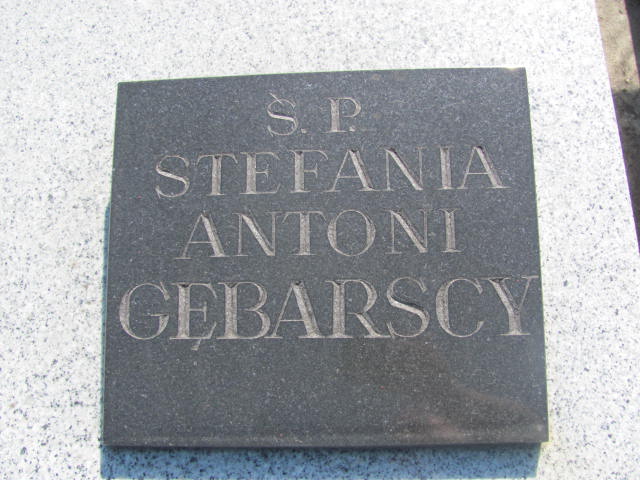 Ś. P.
STEFANIA
ANTONI
GĘBARSCY